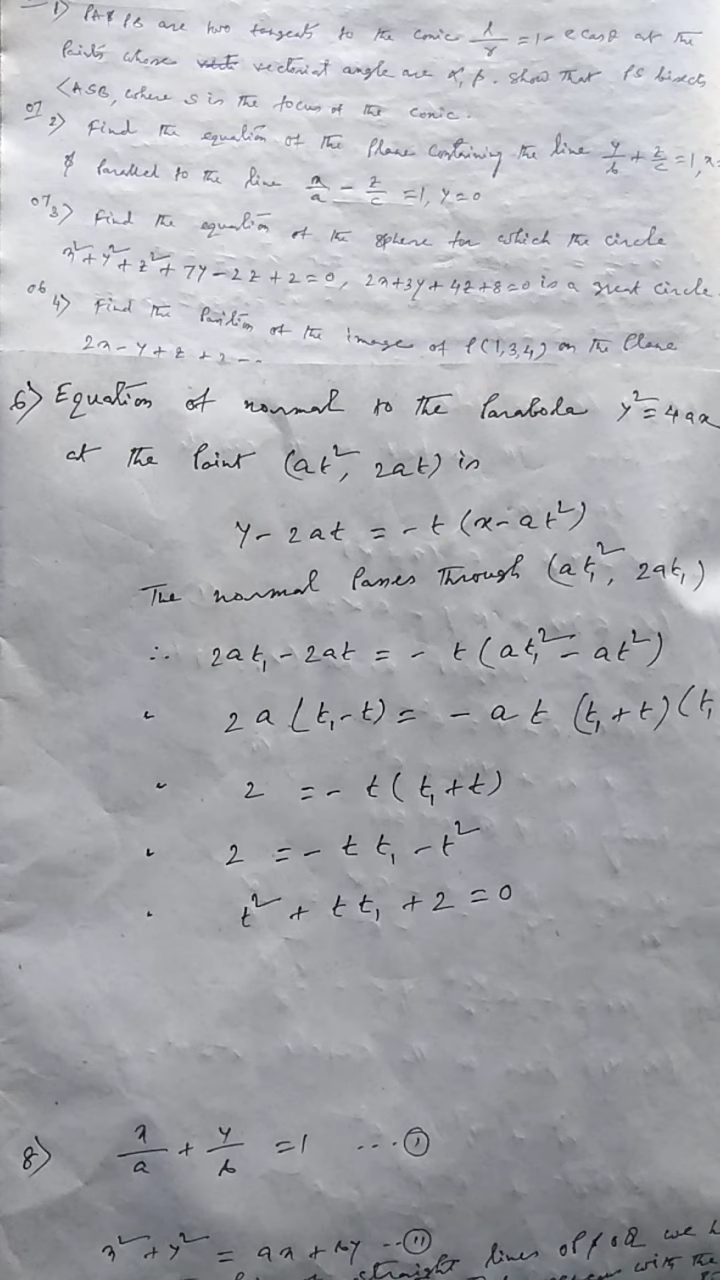 1) PA & PB are two tangents to the conic l/r = 1 - e cosθ at the
Points whose vectorial angle are α, β. Show that PS bisects
<ASB, where S is the focus of the conic.
07 2) Find the equation of the Plane containing the line y/b + z/c = 1, x=
& Parallel to the line x/a - z/c = 1, y=0
07 3) Find the equation of the sphere for which the circle
x²+y²+z²+7y-2z+2=0, 2x+3y+4z+8=0 is a great circle.
06 4) Find the Position of the image of P(1,3,4) on the Plane
2x-y+z+
6) Equation of normal to the Parabola y²=4ax
at the Point (at², 2at) is
y-2at = -t(x-at²)
The normal Passes Through (at₁², 2at₁)
∴ 2at₁-2at = -t(at₁²-at²)
" 2a(t₁-t) = -at(t₁+t)(t₁
" 2 = -t(t₁+t)
" 2 = -tt₁-t²
" t²+tt₁+2=0
8) x/a + y/b = 1 ...(I)
x²+y² = ax+by --(II)
straight lines OP & OQ we
with the